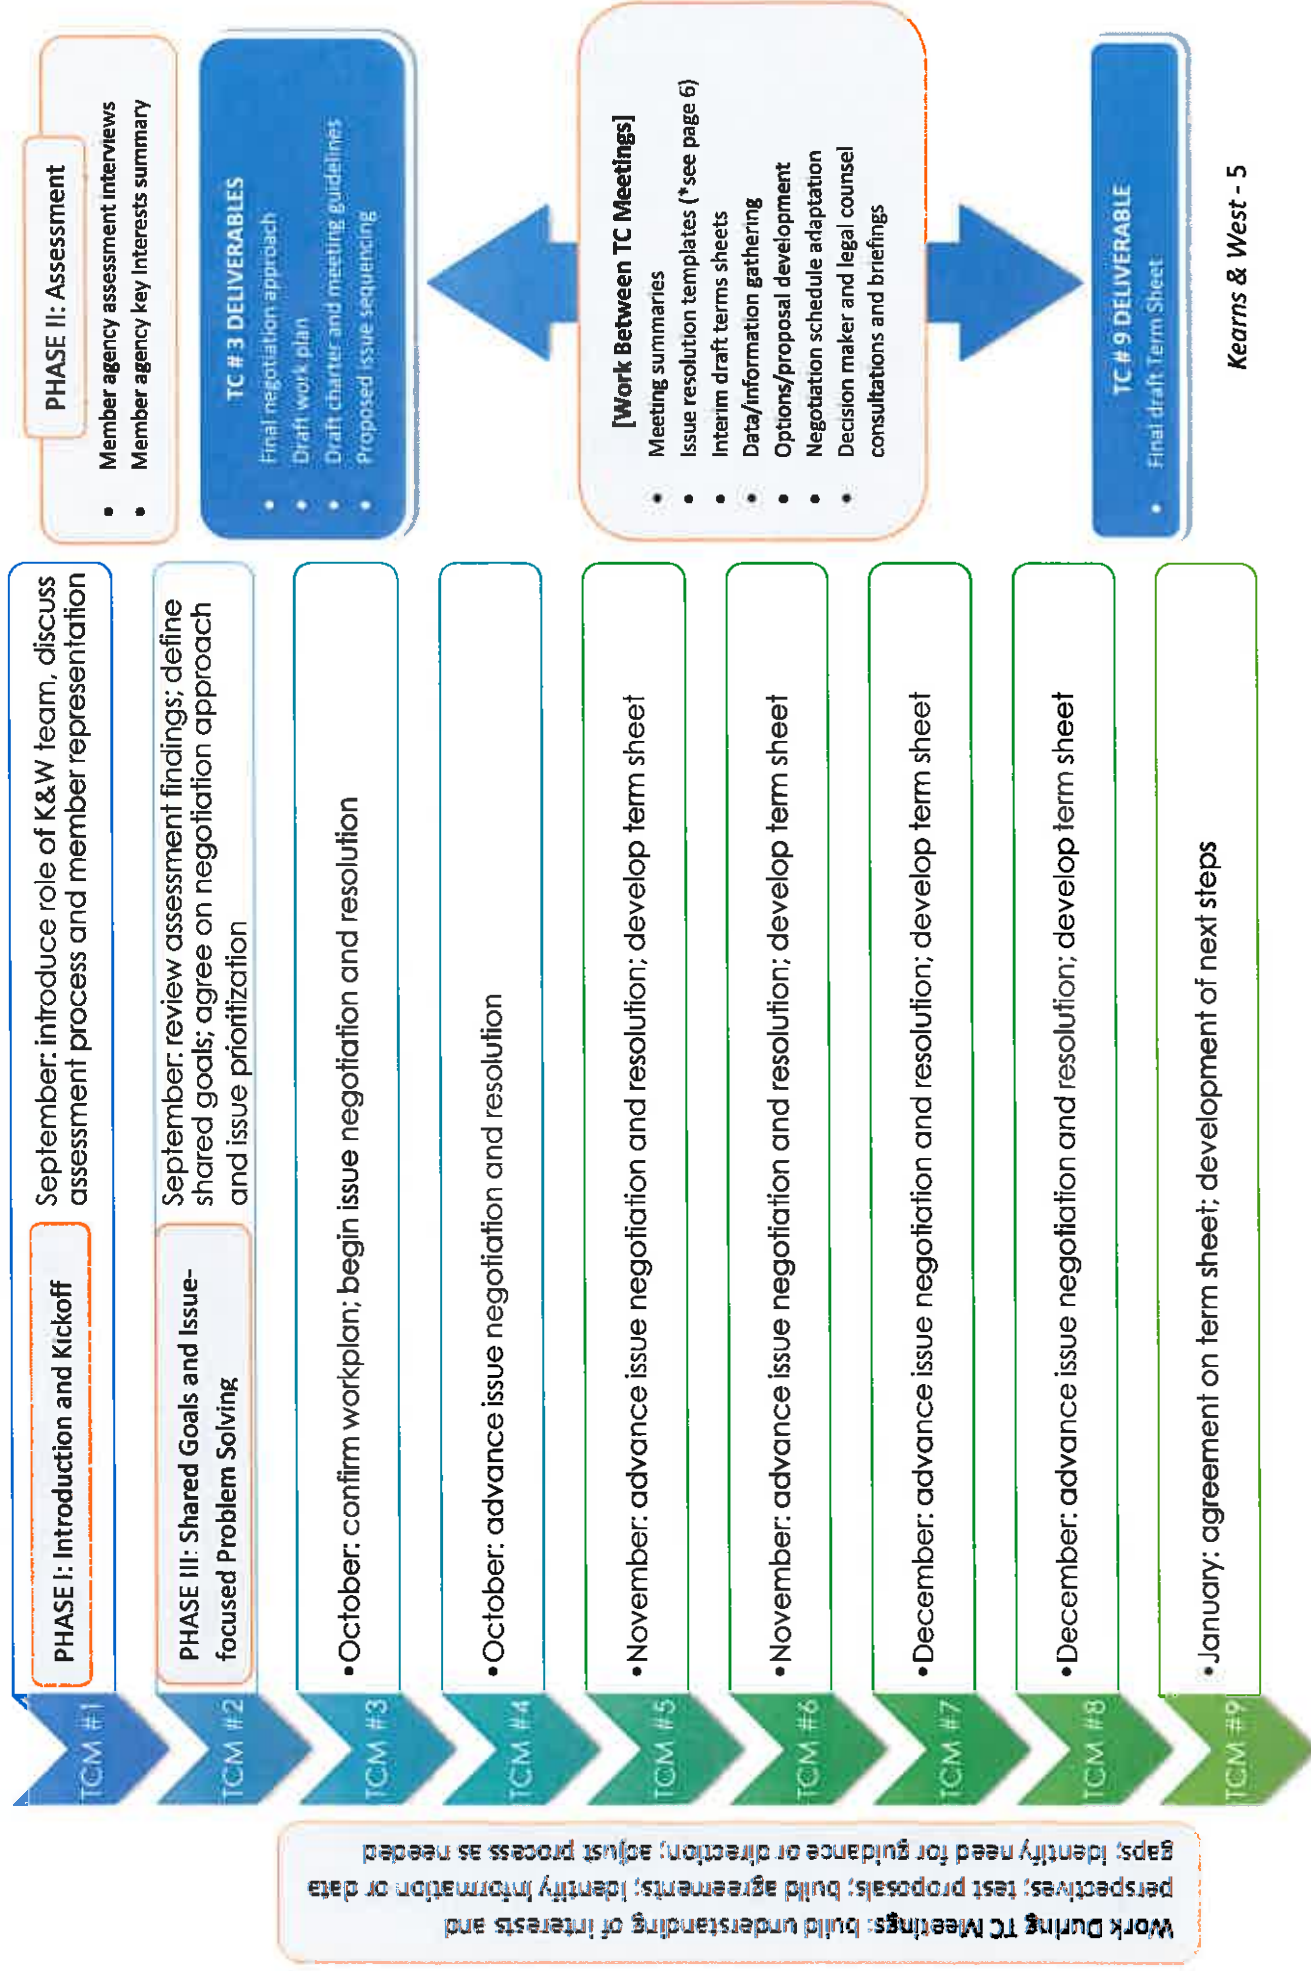 Work During TC Meetings: build understanding of interests and
perspectives; test proposals; build agreements; identify information or data
gaps; identify need for guidance or direction; adjust process as needed
TCM #1
PHASE I: Introduction and Kickoff
September: introduce role of K&W team, discuss
assessment process and member representation
TCM #2
PHASE III: Shared Goals and Issue-
focused Problem Solving
September: review assessment findings; define
shared goals; agree on negotiation approach
and issue prioritization
TCM #3
•October: confirm workplan; begin issue negotiation and resolution
TCM #4
•October: advance issue negotiation and resolution
TCM #5
•November: advance issue negotiation and resolution; develop term sheet
TCM #6
•November: advance issue negotiation and resolution; develop term sheet
TCM #7
•December: advance issue negotiation and resolution; develop term sheet
TCM #8
•December: advance issue negotiation and resolution; develop term sheet
TCM #9
•January: agreement on term sheet; development of next steps
PHASE II: Assessment
• Member agency assessment interviews
• Member agency key Interests summary
TC # 3 DELIVERABLES
• Final negotiation approach
• Draft work plan
• Draft charter and meeting guidelines
• Proposed issue sequencing
[Work Between TC Meetings]
• Meeting summaries
• Issue resolution templates (*see page 6)
• Interim draft terms sheets
• Data/information gathering
• Options/proposal development
• Negotiation schedule adaptation
• Decision maker and legal counsel
consultations and briefings
TC # 9 DELIVERABLE
• Final draft Term Sheet
Kearns & West - 5